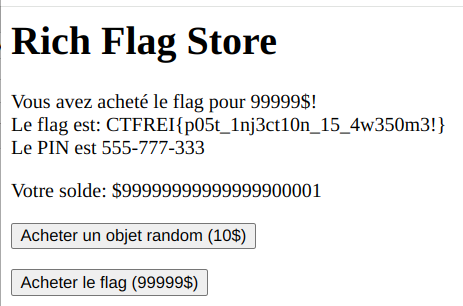 Rich Flag Store
Vous avez acheté le flag pour 99999$!
Le flag est: CTFREI{p05t_1nj3ct10n_15_4w350m3!}
Le PIN est 555-777-333
Votre solde: $99999999999999900001
Acheter un objet random (10$)
Acheter le flag (99999$)